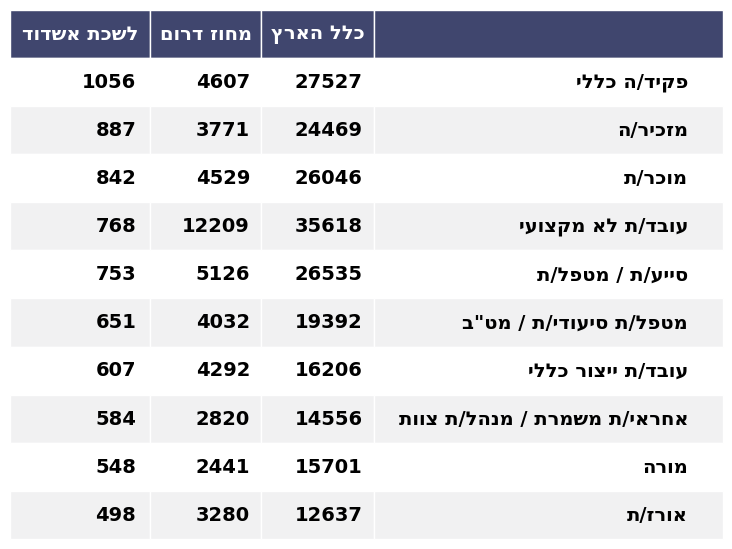 כלל הארץ מחוז דרום לשכת אשדוד
פקיד/ה כללי 27527 4607 1056
מזכיר/ה 24469 3771 887
מוכר/ת 26046 4529 842
עובד/ת לא מקצועי 35618 12209 768
סייע/ת / מטפל/ת 26535 5126 753
מטפל/ת סיעודי/ת / מט"ב 19392 4032 651
עובד/ת ייצור כללי 16206 4292 607
אחראי/ת משמרת / מנהל/ת צוות 14556 2820 584
מורה 15701 2441 548
אורז/ת 12637 3280 498